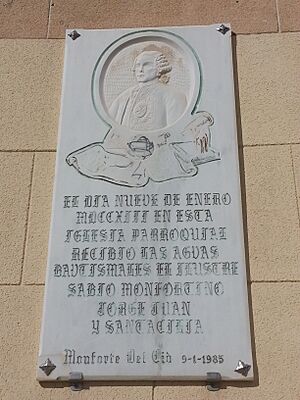 EL DIA NUEVE DE ENERO
MDCCXIII EN ESTA
IGLESIA PARROQUIAL
RECIBIO LAS AGUAS
BAPTISMALES EL ILUSTRE
SABIO MONFORTINO
JORGE JUAN
Y SANTACILIA
Monforte Del Cid 9-1-1985